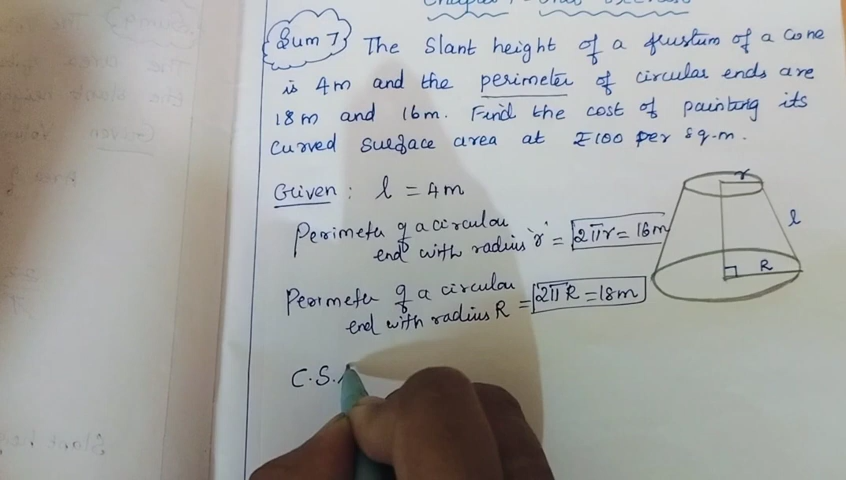 Sum 7 The Slant height of a frustum of a cone
is 4m and the perimeter of circular ends are
18m and 16m. Find the cost of painting its
curved surface area at ₹100 per sq.m.
Given : l = 4m
Perimeter of a circular
end with radius 'r' = 2πr = 16m
Perimeter of a circular
end with radius R = 2πR = 18m
C.S.A
r
l
R